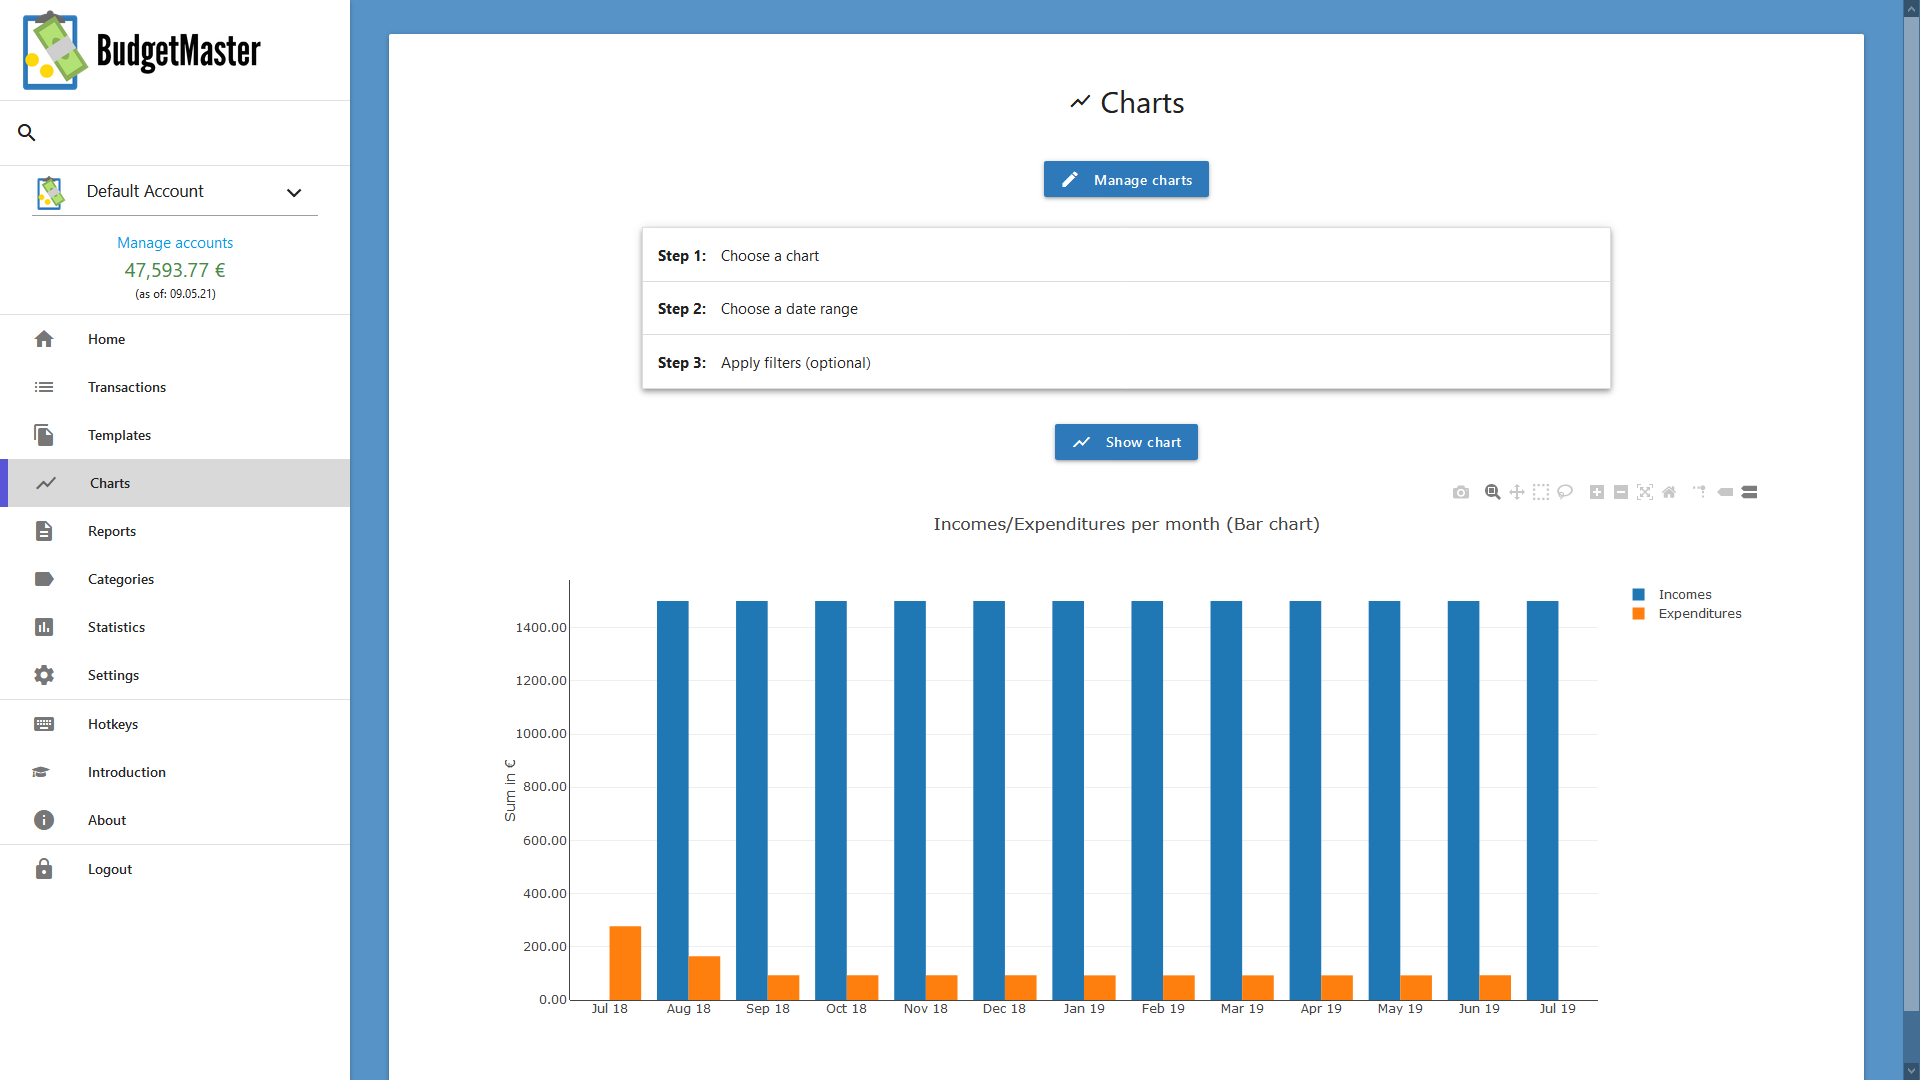 BudgetMaster
Default Account
Manage accounts
47,593.77 €
(as of: 09.05.21)
Home
Transactions
Templates
Charts
Reports
Categories
Statistics
Settings
Hotkeys
Introduction
About
Logout
Charts
Manage charts
Step 1: Choose a chart
Step 2: Choose a date range
Step 3: Apply filters (optional)
Show chart
Incomes/Expenditures per month (Bar chart)
Incomes
Expenditures
Sum in €
1400.00
1200.00
1000.00
800.00
600.00
400.00
200.00
0.00
Jul 18 Aug 18 Sep 18 Oct 18 Nov 18 Dec 18 Jan 19 Feb 19 Mar 19 Apr 19 May 19 Jun 19 Jul 19